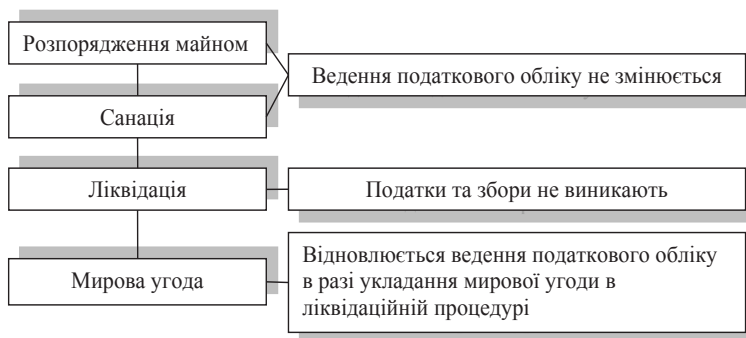 Розпорядження майном
Ведення податкового обліку не змінюється
Санація
Ліквідація
Податки та збори не виникають
Мирова угода
Відновлюється ведення податкового обліку
в разі укладання мирової угоди в
ліквідаційній процедурі